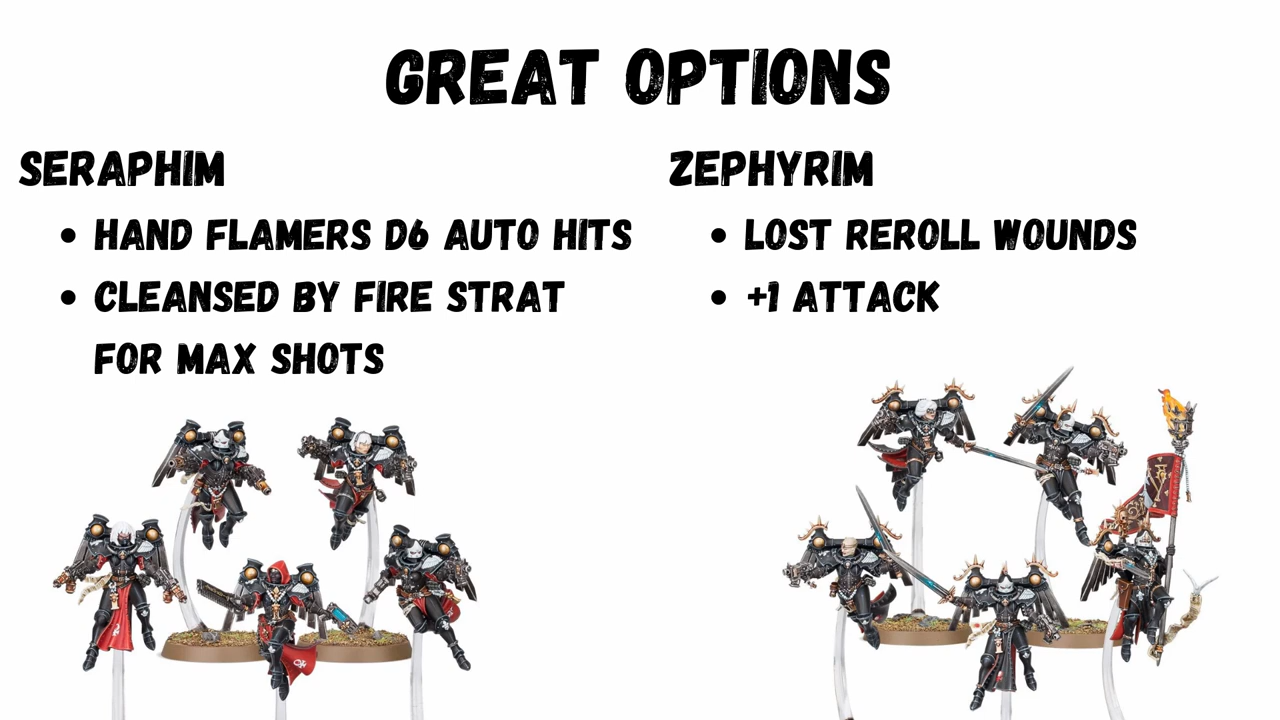 GREAT OPTIONS
SERAPHIM
• HAND FLAMERS D6 AUTO HITS
• CLEANSED BY FIRE STRAT
FOR MAX SHOTS
ZEPHYRIM
• LOST REROLL WOUNDS
• +1 ATTACK